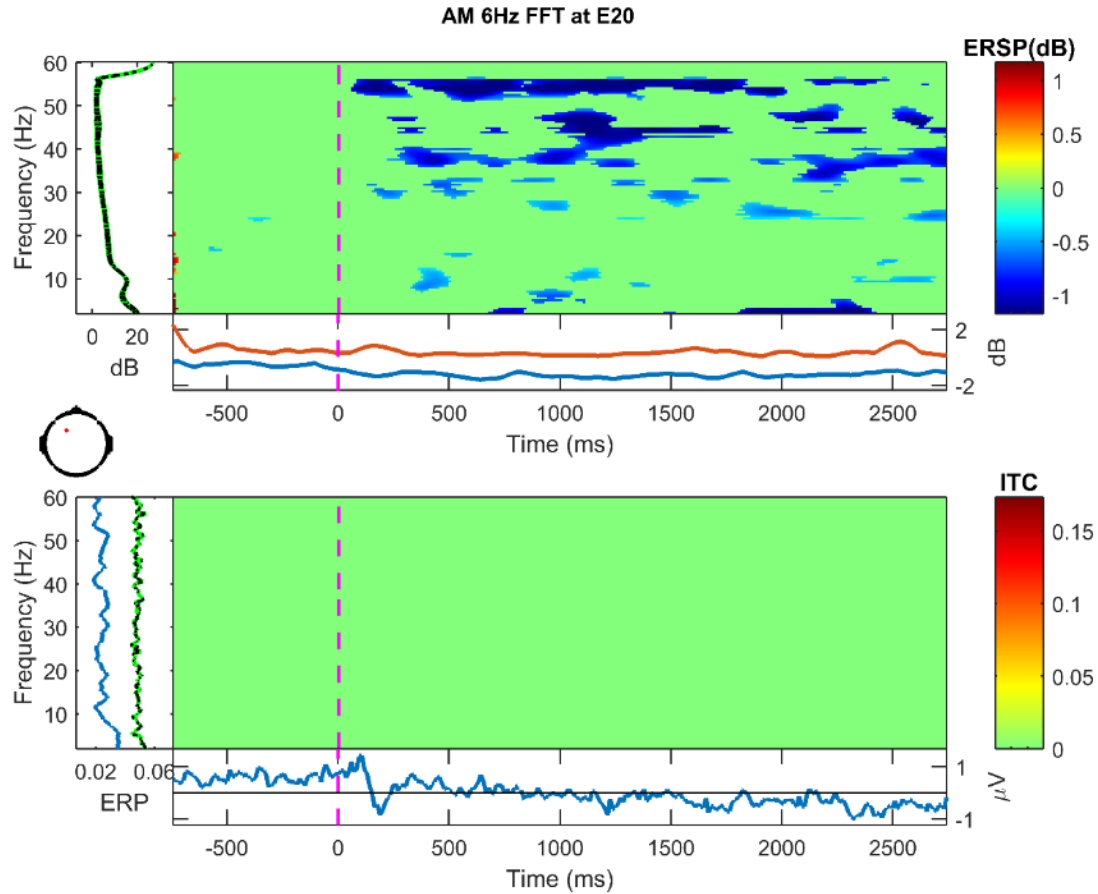 AM 6Hz FFT at E20
ERSP(dB)
60
50
40
30
20
10
Frequency (Hz)
0 20
dB
1
0.5
0
-0.5
-1
2
-2
dB
-500 0 500 1000 1500 2000 2500
Time (ms)
ITC
60
50
40
30
20
10
Frequency (Hz)
0.02 0.06
ERP
0.15
0.1
0.05
0
1
-1
μV
-500 0 500 1000 1500 2000 2500
Time (ms)